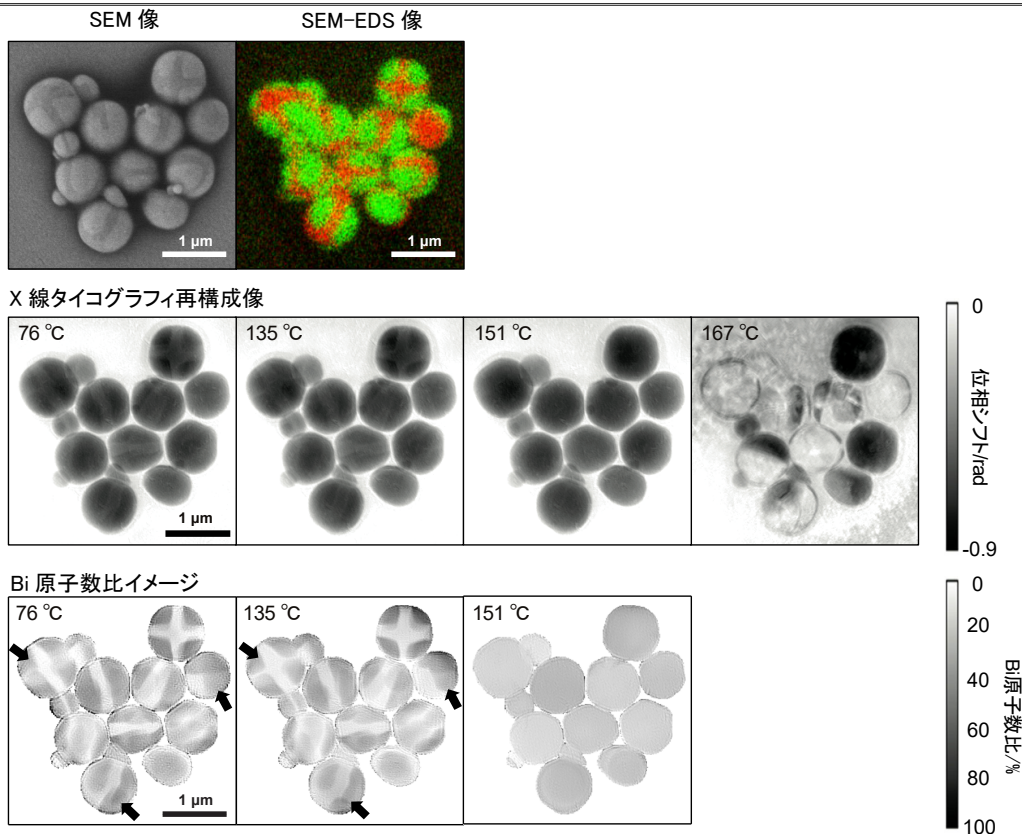 SEM 像
SEM-EDS 像
1 μm
1 μm
X 線タイコグラフィ再構成像
76 ℃
135 ℃
151 ℃
167 ℃
1 μm
0
位相シフト/rad
-0.9
Bi 原子数比イメージ
76 ℃
135 ℃
151 ℃
1 μm
0
20
40
60
80
100
Bi原子数比/%